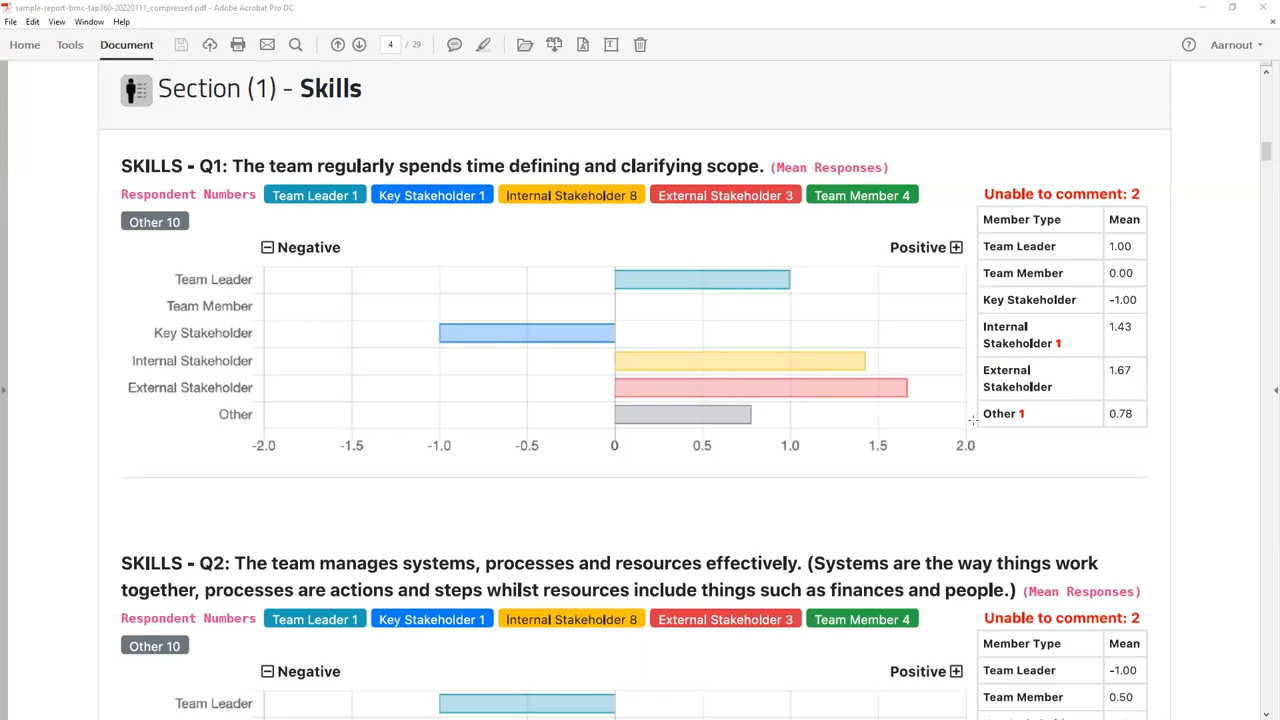 sample-report-bmc-tap360-20220111_compressed.pdf - Adobe Acrobat Pro DC
File Edit View Window Help
Home Tools Document 4 / 29 Aarnout
Section (1) - Skills
SKILLS - Q1: The team regularly spends time defining and clarifying scope. (Mean Responses)
Respondent Numbers Team Leader 1 Key Stakeholder 1 Internal Stakeholder 8 External Stakeholder 3 Team Member 4
Other 10
Unable to comment: 2
Member Type Mean
Team Leader 1.00
Team Member 0.00
Key Stakeholder -1.00
Internal
Stakeholder 1 1.43
External
Stakeholder 1.67
Other 1 0.78
Negative Positive
Team Leader
Team Member
Key Stakeholder
Internal Stakeholder
External Stakeholder
Other
-2.0 -1.5 -1.0 -0.5 0 0.5 1.0 1.5 2.0
SKILLS - Q2: The team manages systems, processes and resources effectively. (Systems are the way things work
together, processes are actions and steps whilst resources include things such as finances and people.) (Mean Responses)
Respondent Numbers Team Leader 1 Key Stakeholder 1 Internal Stakeholder 8 External Stakeholder 3 Team Member 4
Other 10
Unable to comment: 2
Member Type Mean
Team Leader -1.00
Team Member 0.50
Negative Positive
Team Leader